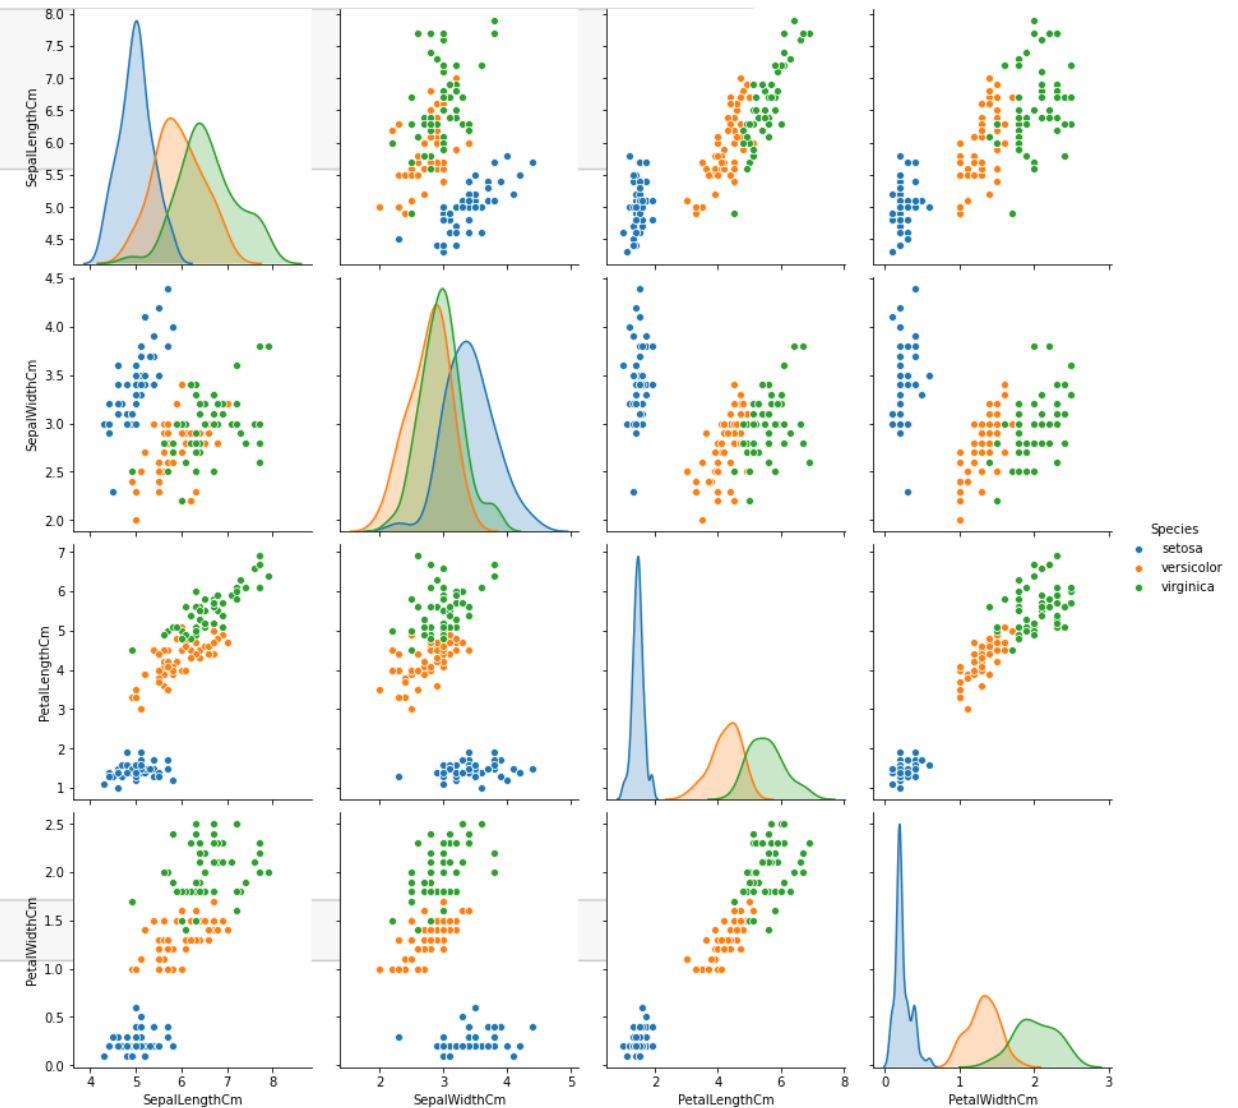 8.0
7.5
7.0
6.5
6.0
5.5
5.0
4.5
SepalLengthCm
4.5
4.0
3.5
3.0
2.5
2.0
SepalWidthCm
7
6
5
4
3
2
1
PetalLengthCm
2.5
2.0
1.5
1.0
0.5
0.0
PetalWidthCm
4 5 6 7 8
SepalLengthCm
2 3 4 5
SepalWidthCm
2 4 6 8
PetalLengthCm
0 1 2 3
PetalWidthCm
Species
setosa
versicolor
virginica